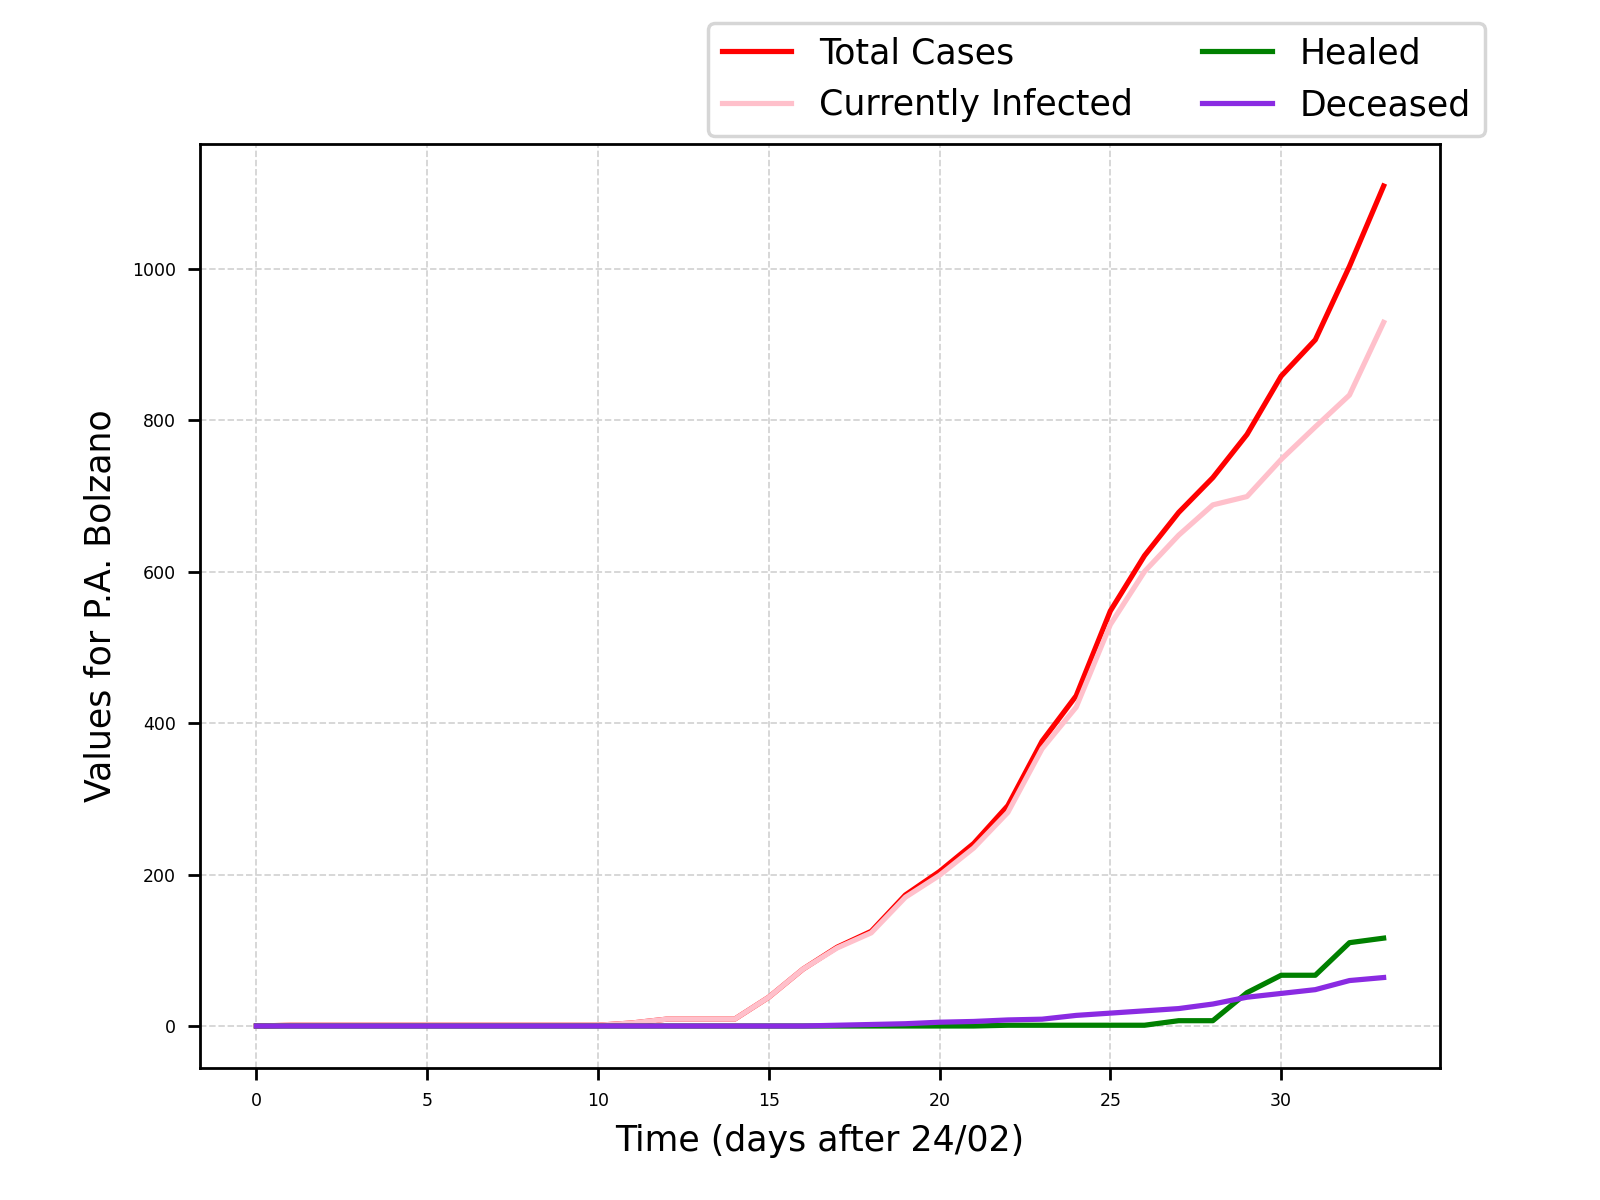 Total Cases
Currently Infected
Healed
Deceased
Values for P.A. Bolzano
1000
800
600
400
200
0
0 5 10 15 20 25 30
Time (days after 24/02)